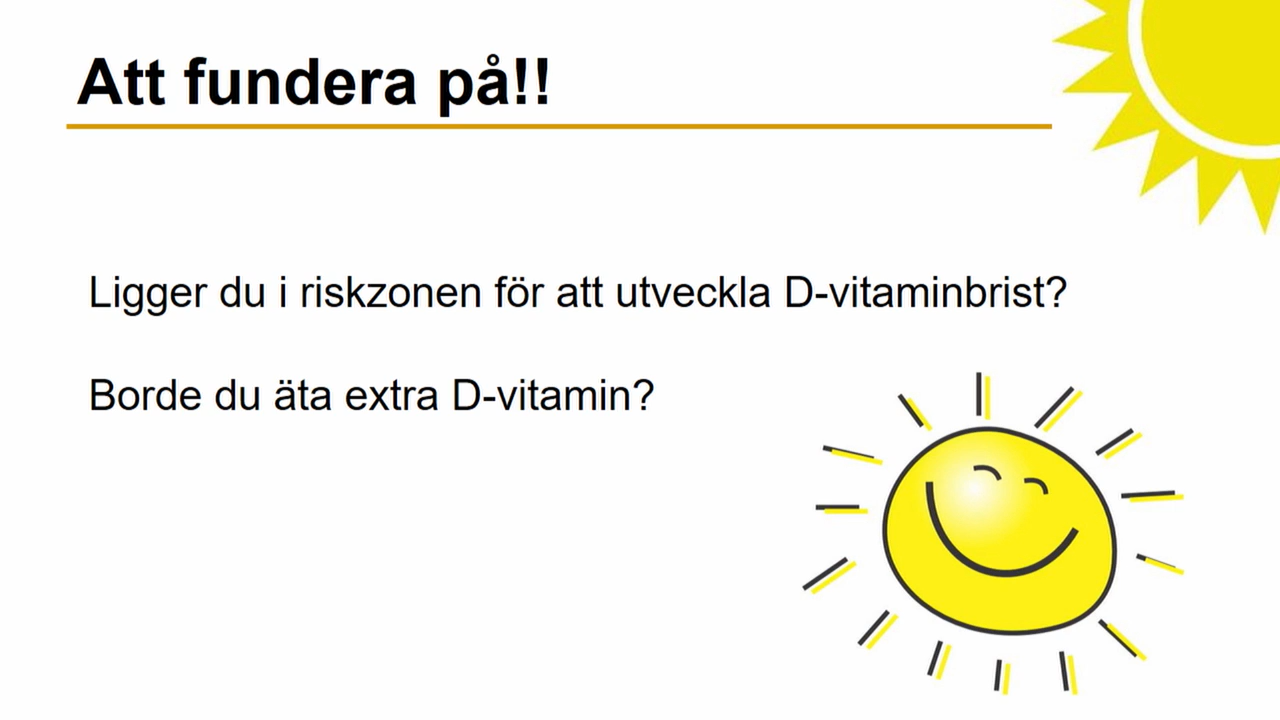 Att fundera på!!
Ligger du i riskzonen för att utveckla D-vitaminbrist?
Borde du äta extra D-vitamin?